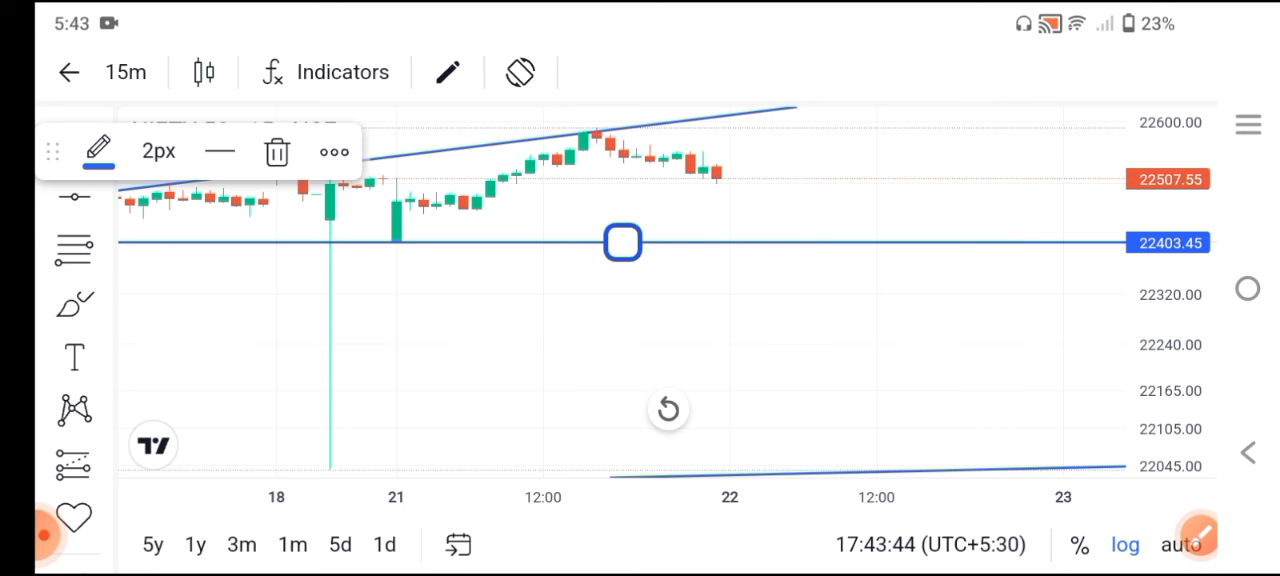 5:43
23%
15m Indicators
2px
22600.00
22507.55
22403.45
22320.00
22240.00
22165.00
22105.00
22045.00
18 21 12:00 22 12:00 23
5y 1y 3m 1m 5d 1d 17:43:44 (UTC+5:30) % log auto